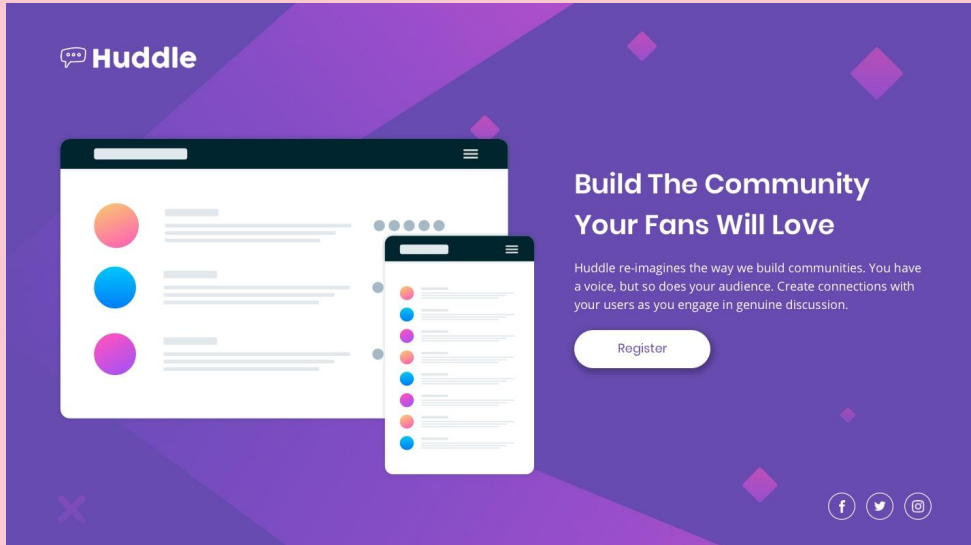 Huddle
Build The Community
Your Fans Will Love
Huddle re-imagines the way we build communities. You have
a voice, but so does your audience. Create connections with
your users as you engage in genuine discussion.
Register